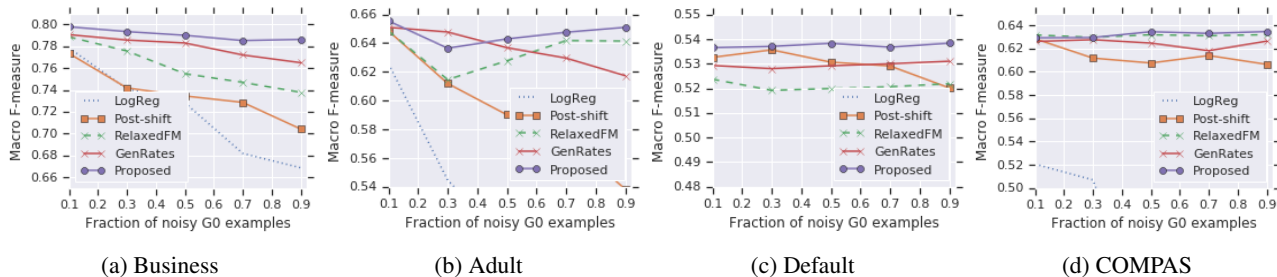 Macro F-measure
0.80
0.78
0.76
0.74
0.72
0.70
0.68
0.66
LogReg
Post-shift
RelaxedFM
GenRates
Proposed
0.1 0.2 0.3 0.4 0.5 0.6 0.7 0.8 0.9
Fraction of noisy G0 examples
(a) Business
Macro F-measure
0.66
0.64
0.62
0.60
0.58
0.56
0.54
LogReg
Post-shift
RelaxedFM
GenRates
Proposed
0.1 0.2 0.3 0.4 0.5 0.6 0.7 0.8 0.9
Fraction of noisy G0 examples
(b) Adult
Macro F-measure
0.55
0.54
0.53
0.52
0.51
0.50
0.49
0.48
LogReg
Post-shift
RelaxedFM
GenRates
Proposed
0.1 0.2 0.3 0.4 0.5 0.6 0.7 0.8 0.9
Fraction of noisy G0 examples
(c) Default
Macro F-measure
0.64
0.62
0.60
0.58
0.56
0.54
0.52
0.50
LogReg
Post-shift
RelaxedFM
GenRates
Proposed
0.1 0.2 0.3 0.4 0.5 0.6 0.7 0.8 0.9
Fraction of noisy G0 examples
(d) COMPAS